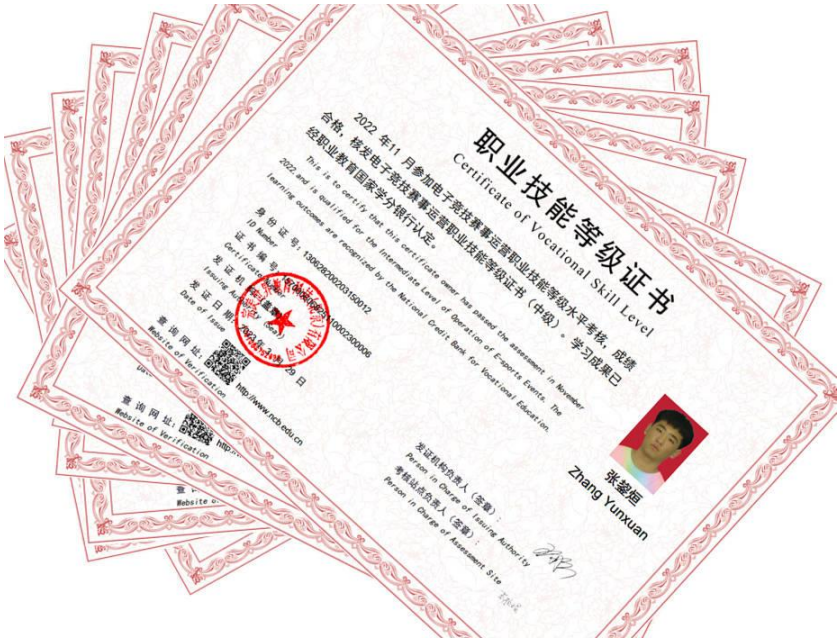 职业技能等级证书
Certificate of Vocational Skill Level
2022 年11 月参加电子竞技赛事运营职业技能等级水平考核，成绩
合格，核发电子竞技赛事运营职业技能等级证书（中级）。学习成果已
经职业教育国家学分银行认定。
This is to certify that this certificate owner has passed the assessment in November
2022,and is qualified for the Intermediate Level of Operation of E-sports Events. The
learning outcomes are recognized by the National Credit Bank for Vocational Education.
身份证号:
ID Number
证书编号:
Certificate
发证机
Issuing
发证日期:
29 日
Date of Issue
查询网址:
Website of Verification
http://www.ncb.edu.cn
发证机构负责人（签章）:
Person in Charge of Issuing Authority
考核站点负责人（签章）:
Person in Charge of Assessment Site
Zhang Yunxuan
查询网址:
Website of Verification
http:
Website